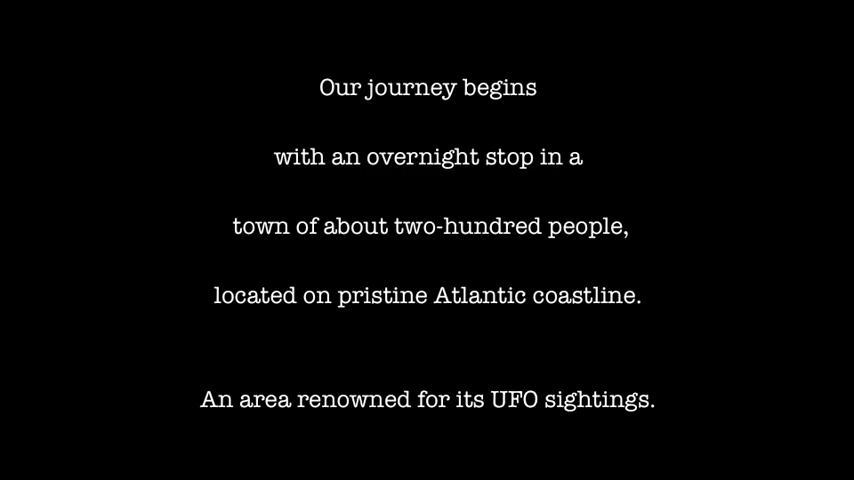 Our journey begins
with an overnight stop in a
town of about two-hundred people,
located on pristine Atlantic coastline.
An area renowned for its UFO sightings.